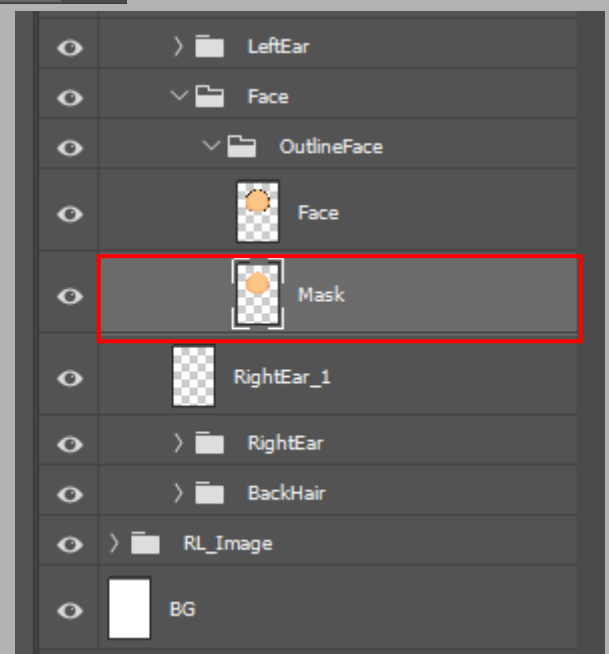 LeftEar
Face
OutlineFace
Face
Mask
RightEar_1
RightEar
BackHair
RL_Image
BG